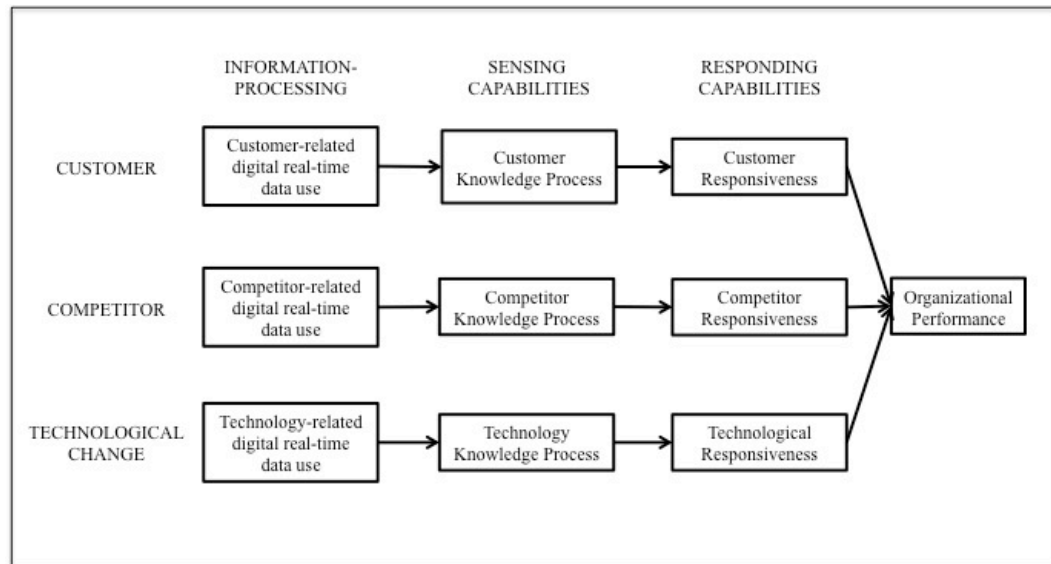 INFORMATION-
PROCESSING
SENSING
CAPABILITIES
RESPONDING
CAPABILITIES
CUSTOMER
Customer-related
digital real-time
data use
Customer
Knowledge Process
Customer
Responsiveness
COMPETITOR
Competitor-related
digital real-time
data use
Competitor
Knowledge Process
Competitor
Responsiveness
Organizational
Performance
TECHNOLOGICAL
CHANGE
Technology-related
digital real-time
data use
Technology
Knowledge Process
Technological
Responsiveness